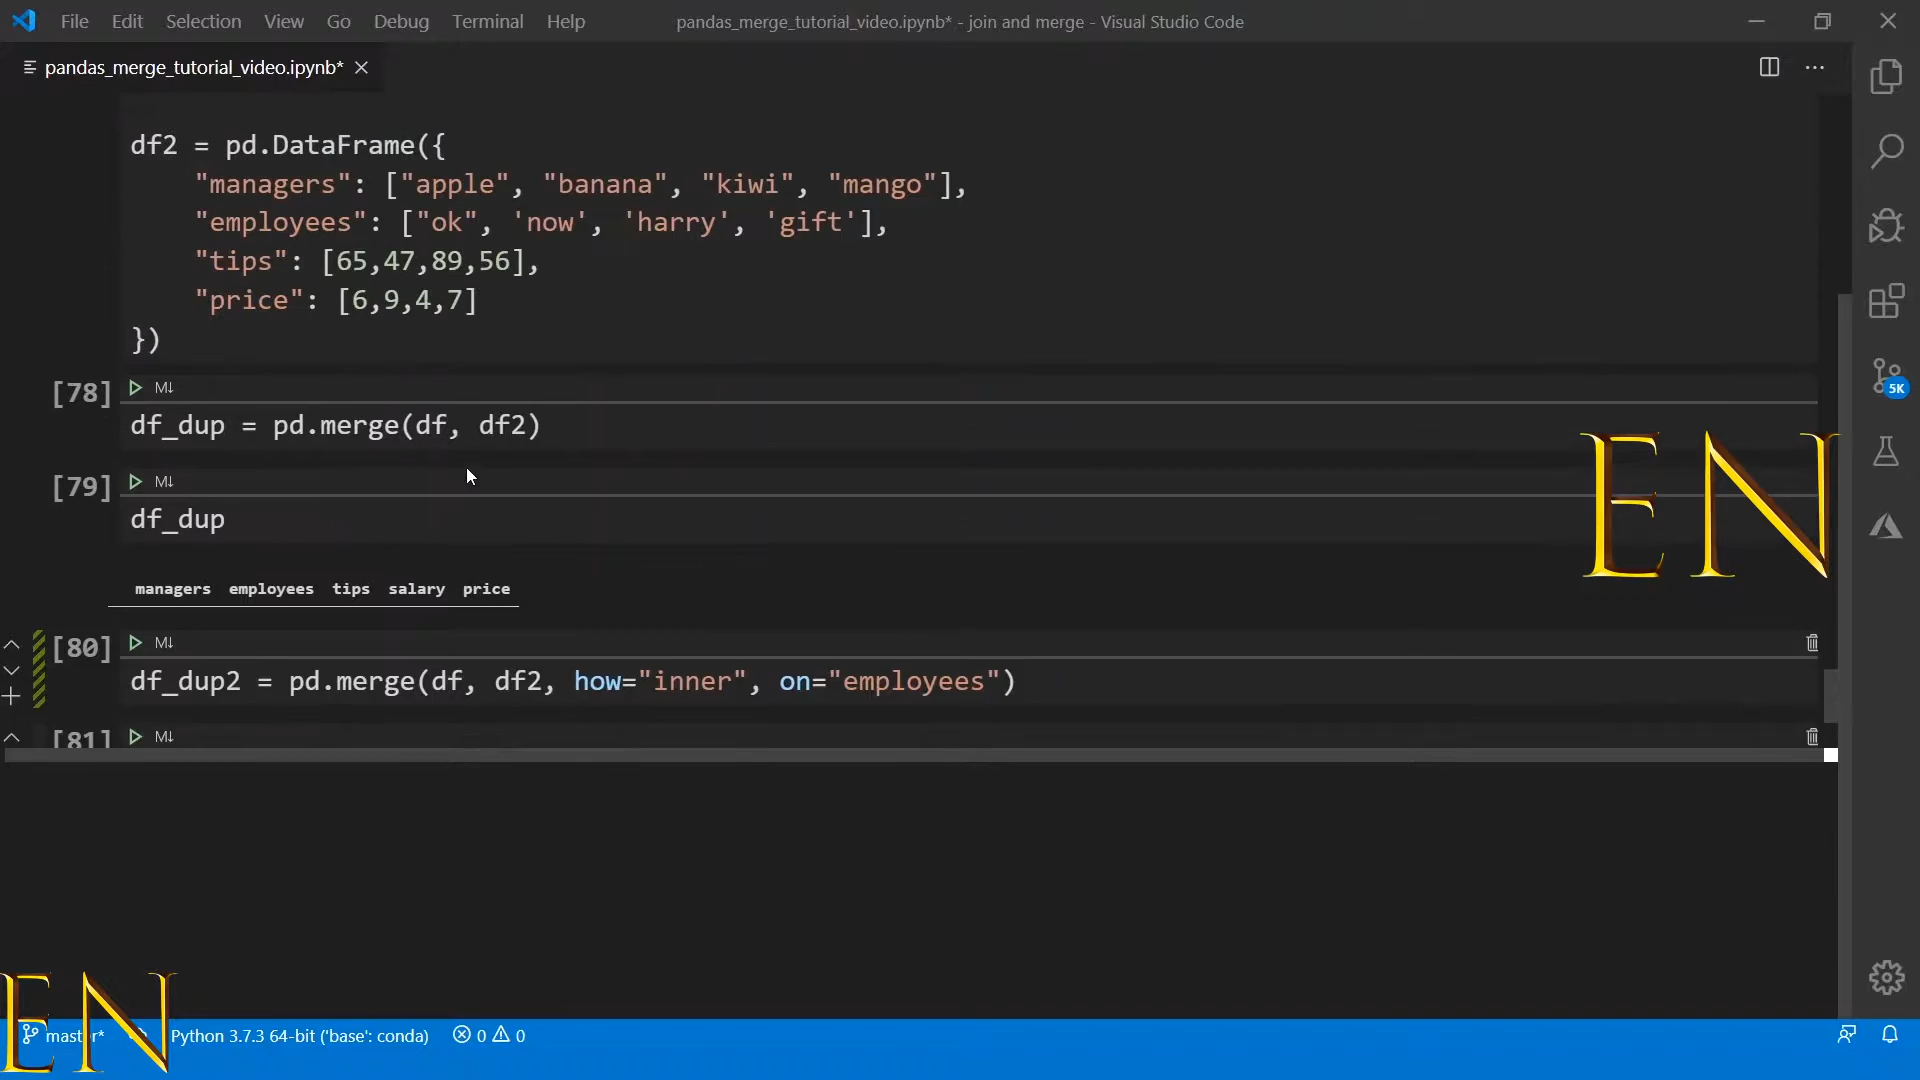 File Edit Selection View Go Debug Terminal Help pandas_merge_tutorial_video.ipynb* - join and merge - Visual Studio Code
pandas_merge_tutorial_video.ipynb*
df2 = pd.DataFrame({
"managers": ["apple", "banana", "kiwi", "mango"],
"employees": ["ok", 'now', 'harry', 'gift'],
"tips": [65,47,89,56],
"price": [6,9,4,7]
})
[78] M↓
df_dup = pd.merge(df, df2)
[79] M↓
df_dup
managers employees tips salary price
[80] M↓
df_dup2 = pd.merge(df, df2, how="inner", on="employees")
[81] M↓
5K
EN
EN
master* Python 3.7.3 64-bit ('base': conda) 0 0